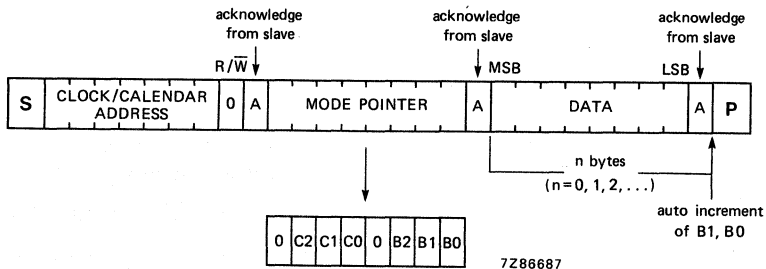 acknowledge
from slave
acknowledge
from slave
acknowledge
from slave
R/W̅
MSB
LSB
S
CLOCK/CALENDAR
ADDRESS
0
A
MODE POINTER
A
DATA
A
P
n bytes
(n=0, 1, 2, . . .)
auto increment
of B1, B0
0 C2 C1 C0 0 B2 B1 B0
7Z86687